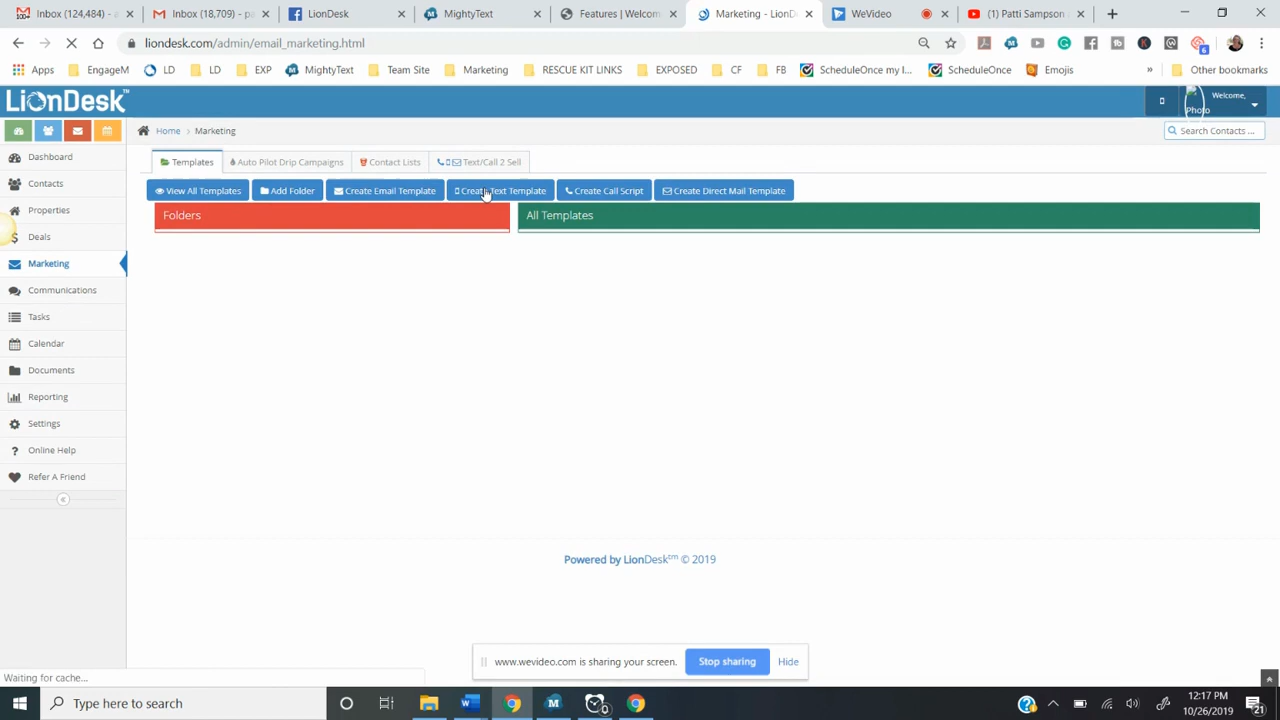 Inbox (124,484) - a
Inbox (18,709) - pa
LionDesk
MightyText
Features | Welcom
Marketing - LionD
WeVideo
(1) Patti Sampson C
liondesk.com/admin/email_marketing.html
Apps
EngageM
LD
LD
EXP
MightyText
Team Site
Marketing
RESCUE KIT LINKS
EXPOSED
CF
FB
ScheduleOnce my l...
ScheduleOnce
Emojis
»
Other bookmarks
6
LionDesk™
Photo
Welcome,
Home > Marketing
Search Contacts ...
Dashboard
Contacts
Properties
Deals
Marketing
Communications
Tasks
Calendar
Documents
Reporting
Settings
Online Help
Refer A Friend
Templates
Auto Pilot Drip Campaigns
Contact Lists
Text/Call 2 Sell
View All Templates
Add Folder
Create Email Template
Create Text Template
Create Call Script
Create Direct Mail Template
Folders
All Templates
Powered by LionDesk™ © 2019
www.wevideo.com is sharing your screen.
Stop sharing
Hide
Waiting for cache...
Type here to search
12:17 PM
10/26/2019
21